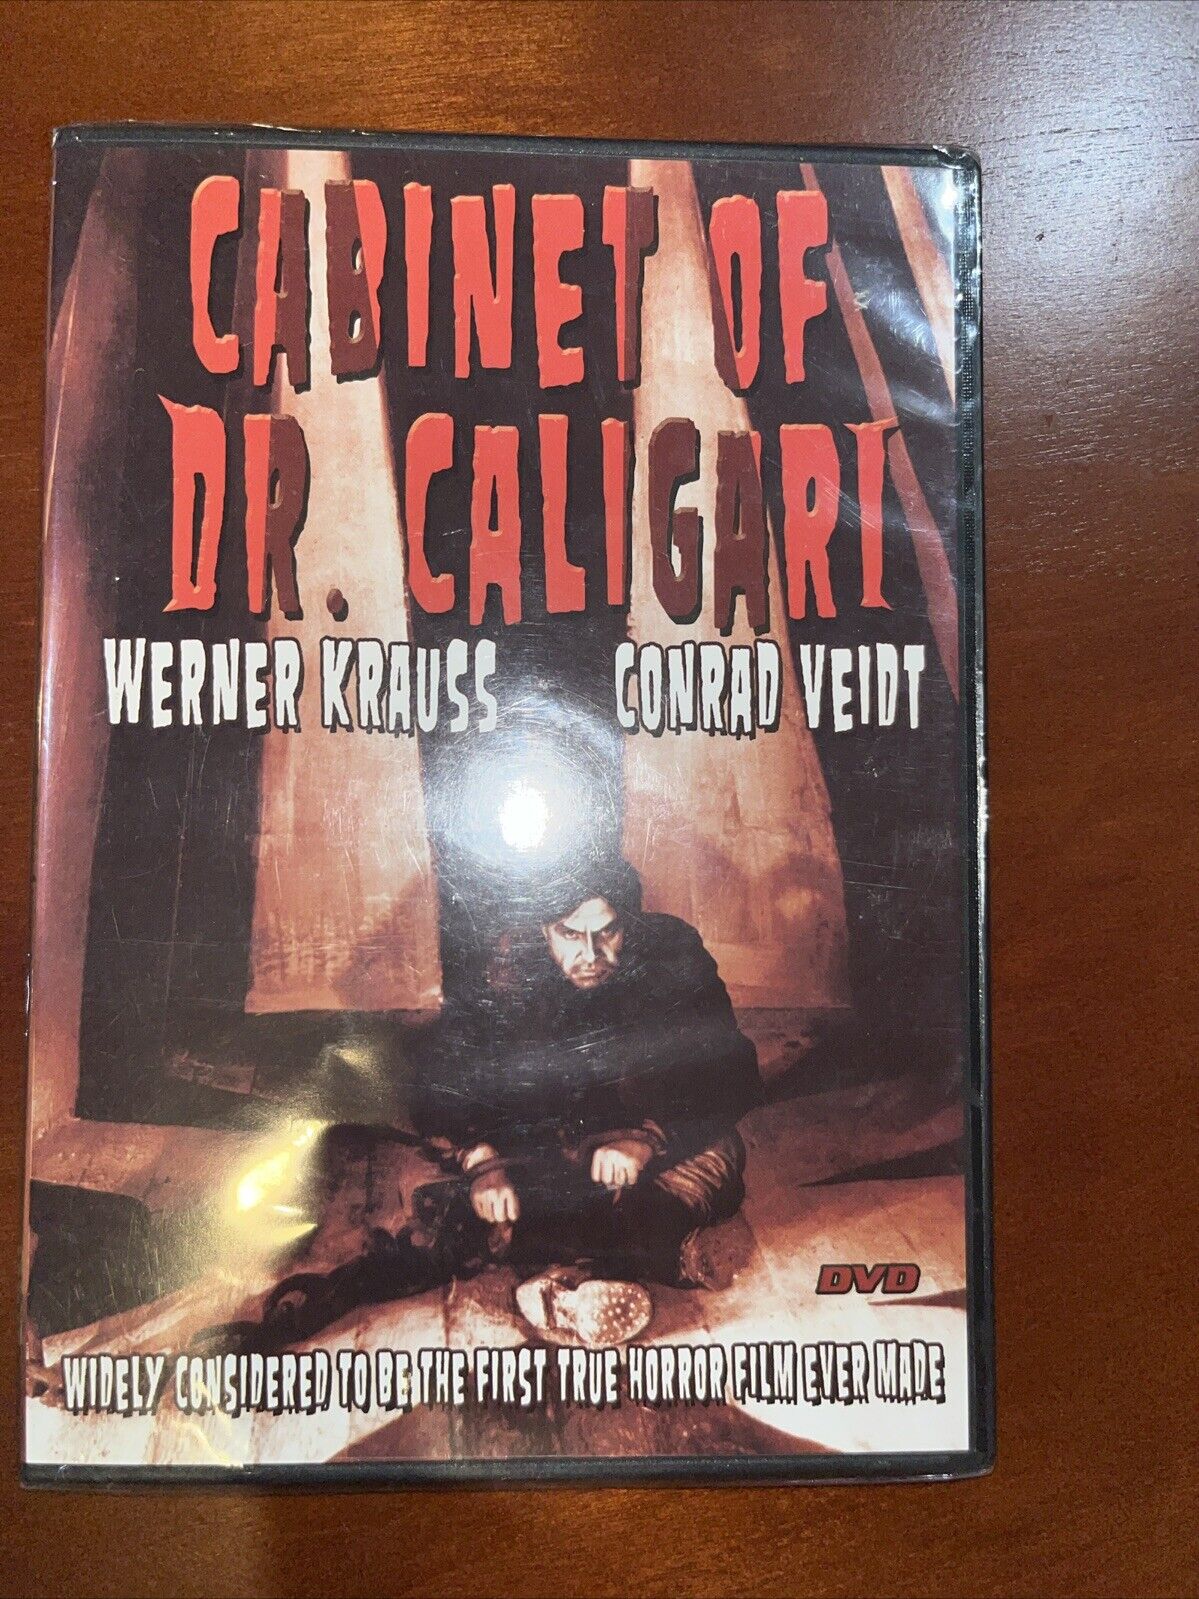 CABINET OF
DR. CALIGARI
WERNER KRAUSS CONRAD VEIDT
DVD
WIDELY CONSIDERED TO BE THE FIRST TRUE HORROR FILM EVER MADE